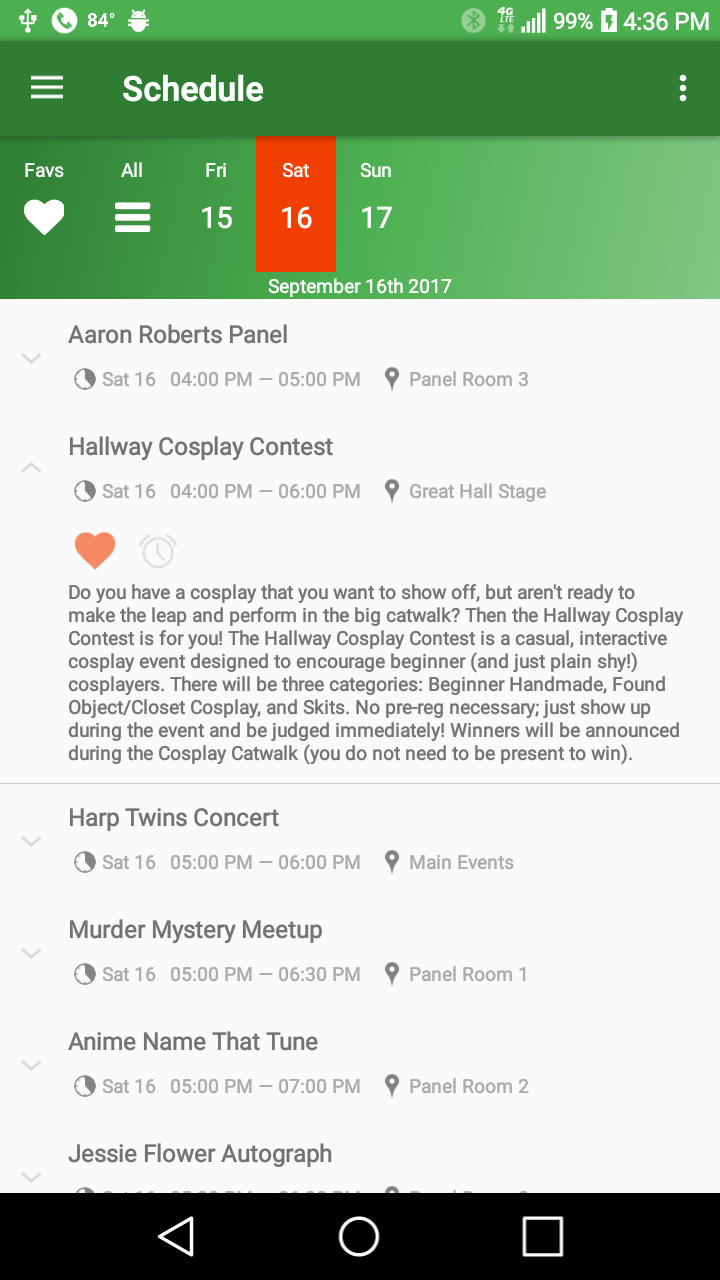 84° 4G LTE 99% 4:36 PM
Schedule
Favs All Fri Sat Sun
15 16 17
September 16th 2017
Aaron Roberts Panel
Sat 16 04:00 PM — 05:00 PM Panel Room 3
Hallway Cosplay Contest
Sat 16 04:00 PM — 06:00 PM Great Hall Stage
Do you have a cosplay that you want to show off, but aren't ready to
make the leap and perform in the big catwalk? Then the Hallway Cosplay
Contest is for you! The Hallway Cosplay Contest is a casual, interactive
cosplay event designed to encourage beginner (and just plain shy!)
cosplayers. There will be three categories: Beginner Handmade, Found
Object/Closet Cosplay, and Skits. No pre-reg necessary; just show up
during the event and be judged immediately! Winners will be announced
during the Cosplay Catwalk (you do not need to be present to win).
Harp Twins Concert
Sat 16 05:00 PM — 06:00 PM Main Events
Murder Mystery Meetup
Sat 16 05:00 PM — 06:30 PM Panel Room 1
Anime Name That Tune
Sat 16 05:00 PM — 07:00 PM Panel Room 2
Jessie Flower Autograph